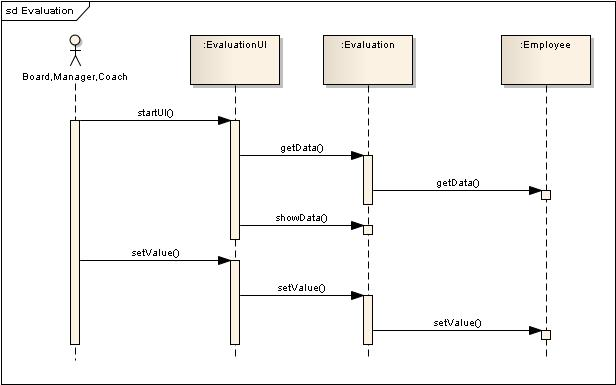 sd Evaluation
:EvaluationUI
:Evaluation
:Employee
Board,Manager,Coach
startUI()
getData()
getData()
showData()
setValue()
setValue()
setValue()